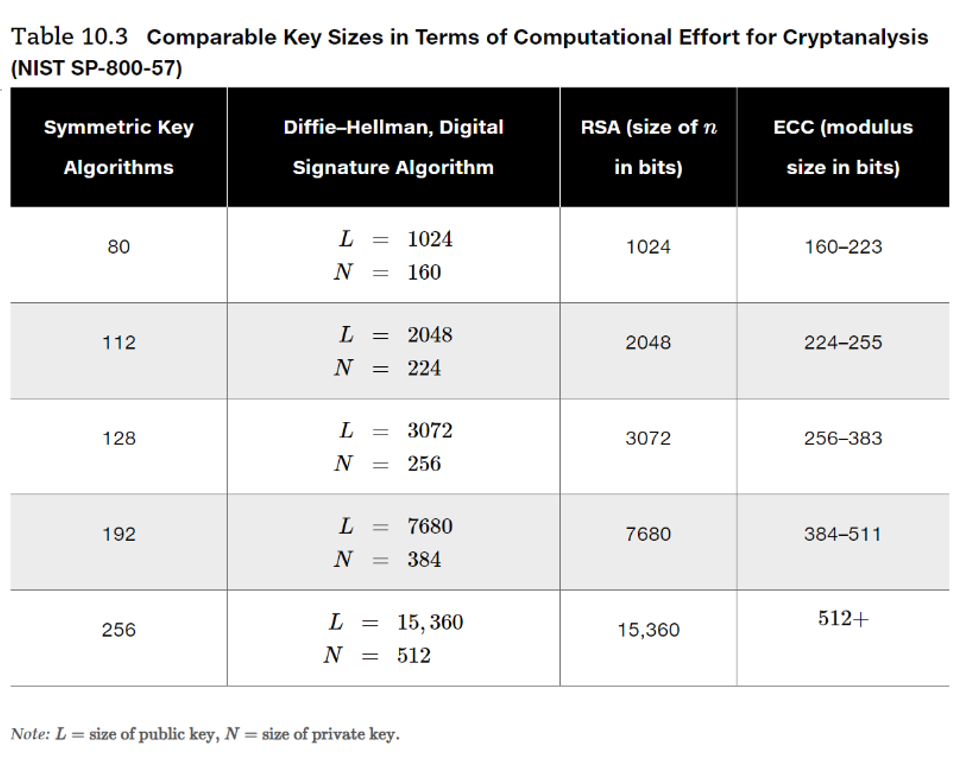 Table 10.3 Comparable Key Sizes in Terms of Computational Effort for Cryptanalysis
(NIST SP-800-57)
Symmetric Key Algorithms | Diffie–Hellman, Digital Signature Algorithm | RSA (size of n in bits) | ECC (modulus size in bits)
80 | L = 1024 N = 160 | 1024 | 160–223
112 | L = 2048 N = 224 | 2048 | 224–255
128 | L = 3072 N = 256 | 3072 | 256–383
192 | L = 7680 N = 384 | 7680 | 384–511
256 | L = 15,360 N = 512 | 15,360 | 512+
Note: L = size of public key, N = size of private key.